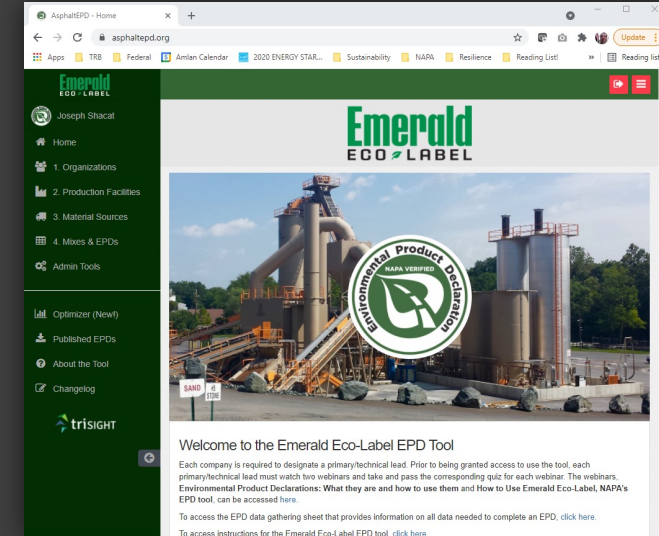 AsphaltEPD - Home
asphaltepd.org
Update
Apps TRB Federal Amlan Calendar 2020 ENERGY STAR... Sustainability NAPA Resilience Reading List! » Reading list
Emerald
ECO LABEL
Joseph Shacat
Home
1. Organizations
2. Production Facilities
3. Material Sources
4. Mixes & EPDs
Admin Tools
Optimizer (New!)
Published EPDs
About the Tool
Changelog
trisight
Emerald
ECO LABEL
Environmental Product Declaration
NAPA VERIFIED
SAND
STONE
Welcome to the Emerald Eco-Label EPD Tool
Each company is required to designate a primary/technical lead. Prior to being granted access to use the tool, each
primary/technical lead must watch two webinars and take and pass the corresponding quiz for each webinar. The webinars,
Environmental Product Declarations: What they are and how to use them and How to Use Emerald Eco-Label, NAPA's
EPD tool, can be accessed here.
To access the EPD data gathering sheet that provides information on all data needed to complete an EPD, click here.
To access instructions for the Emerald Eco-Label EPD tool, click here